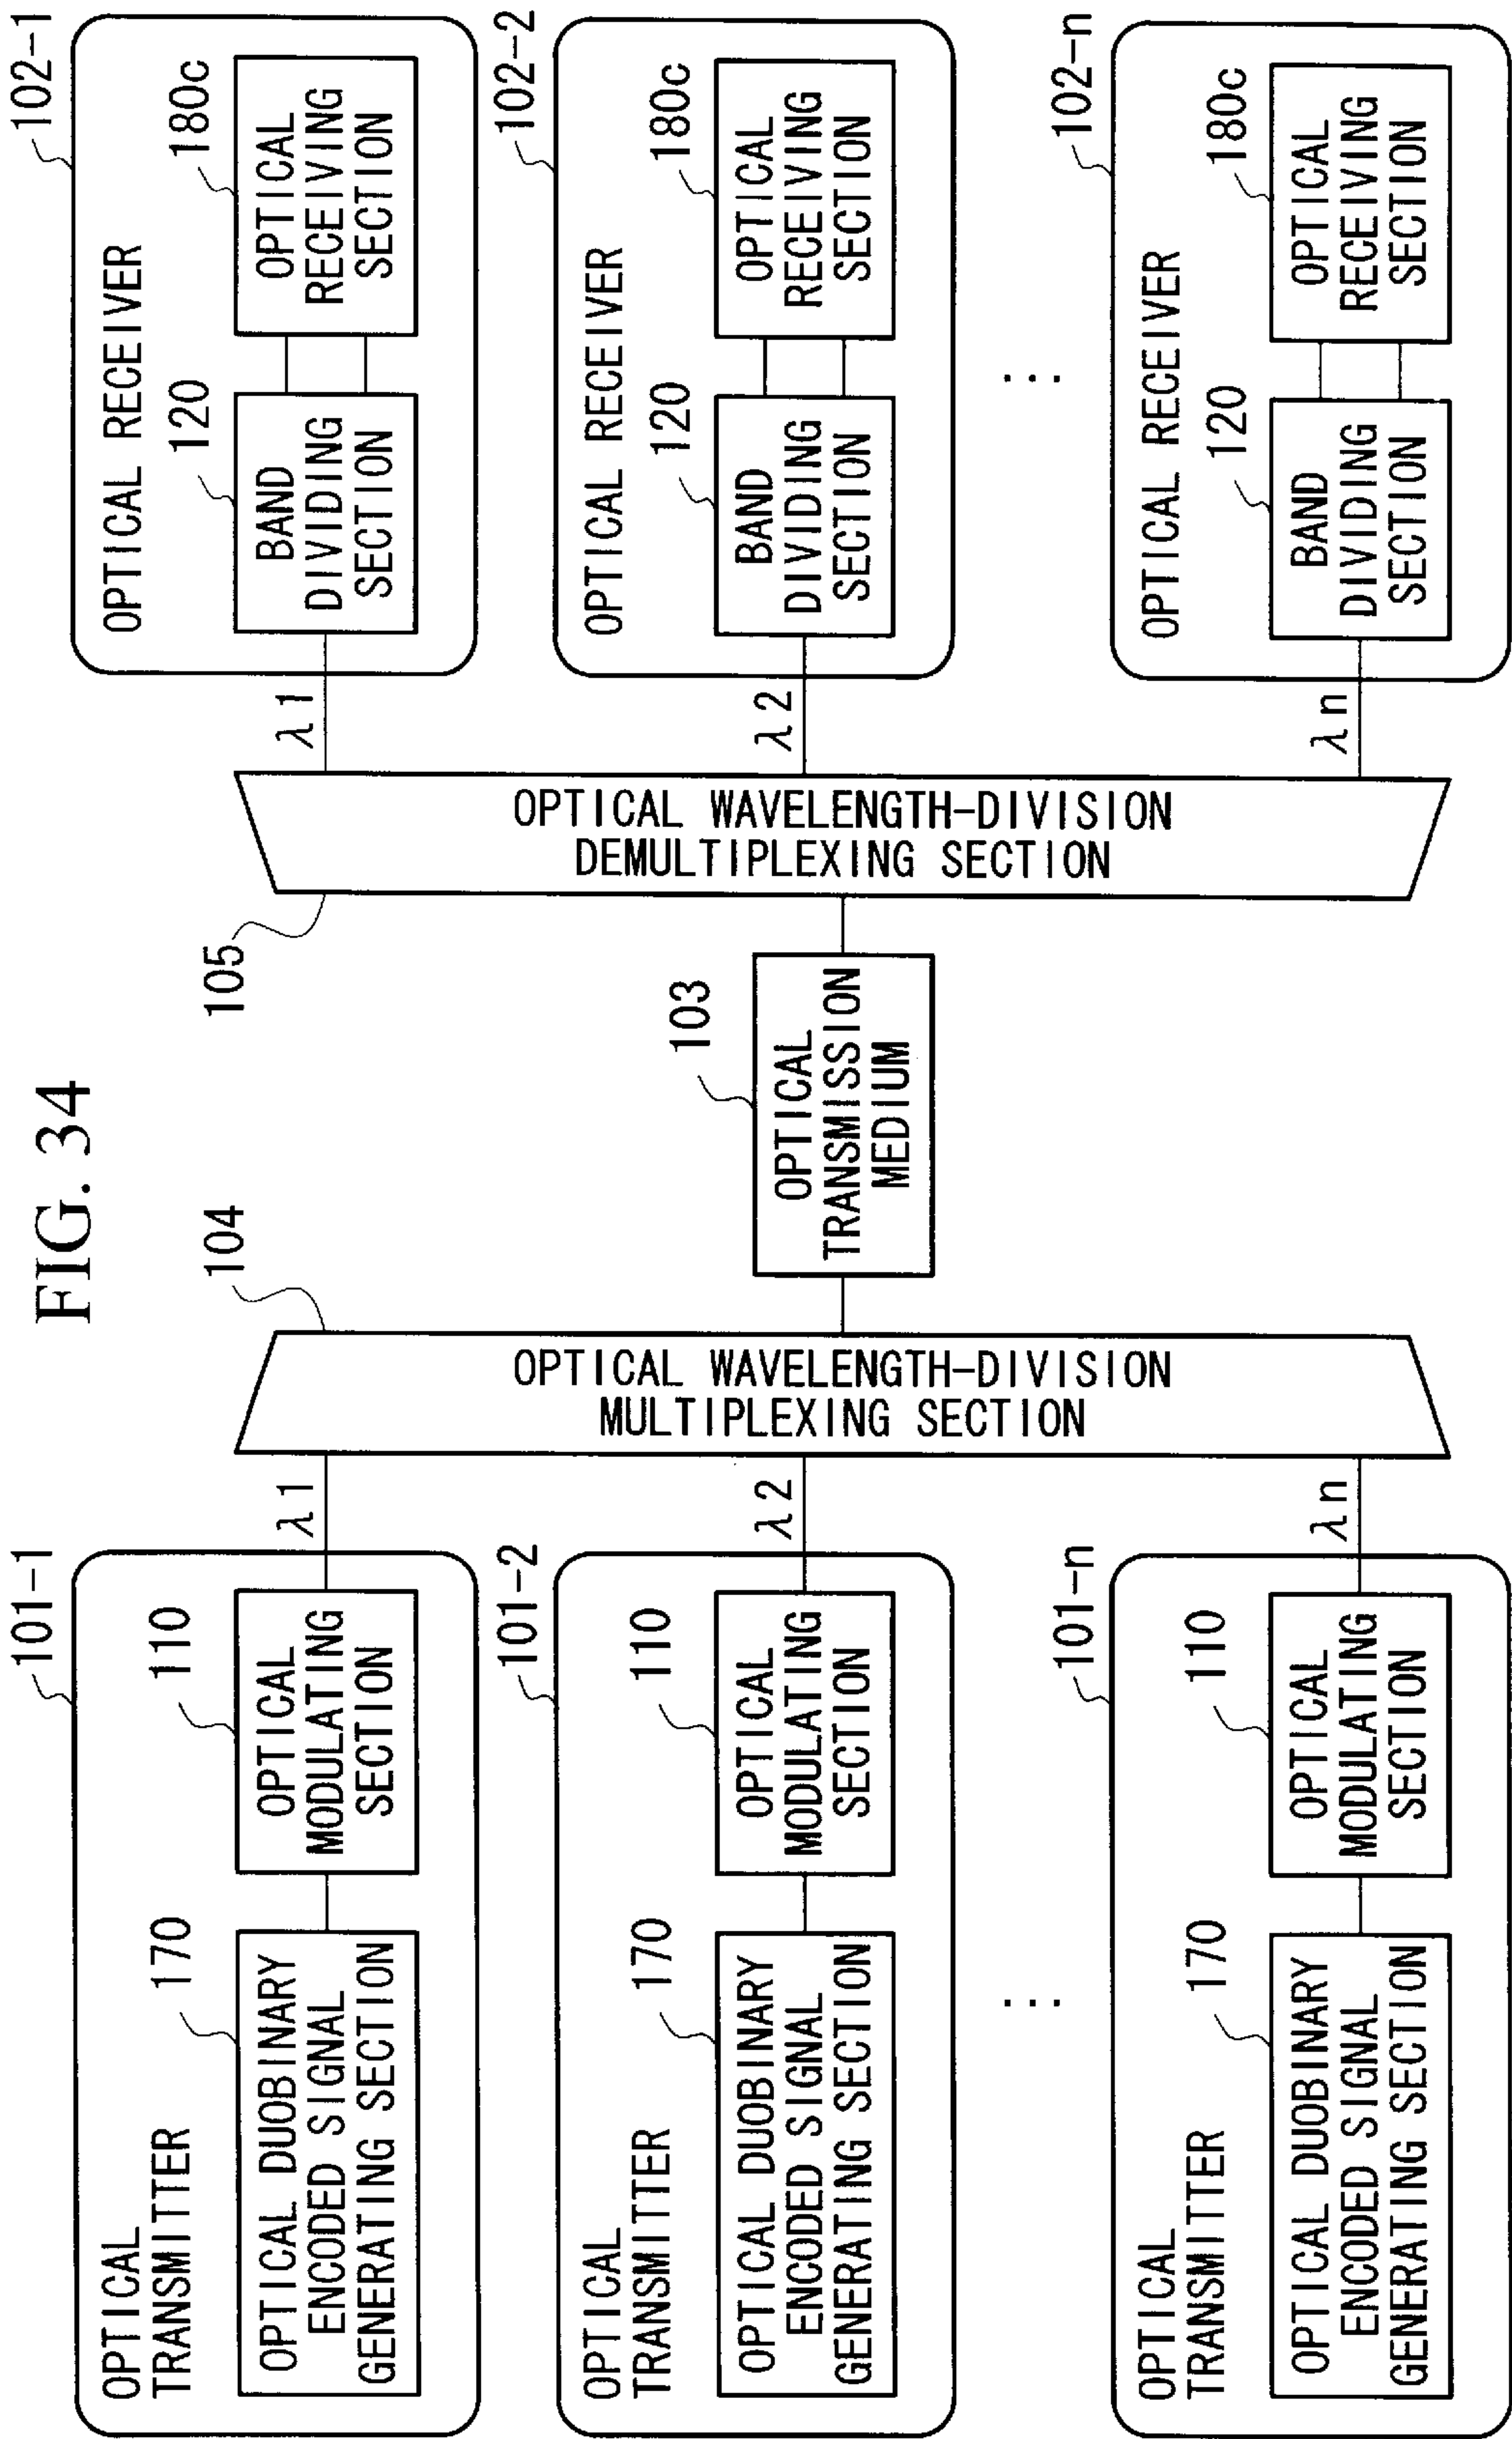 FIG. 34
101-1
OPTICAL
TRANSMITTER
170
OPTICAL DUOBINARY
ENCODED SIGNAL
GENERATING SECTION
110
OPTICAL
MODULATING
SECTION
λ1
101-2
OPTICAL
TRANSMITTER
170
OPTICAL DUOBINARY
ENCODED SIGNAL
GENERATING SECTION
110
OPTICAL
MODULATING
SECTION
λ2
...
101-n
OPTICAL
TRANSMITTER
170
OPTICAL DUOBINARY
ENCODED SIGNAL
GENERATING SECTION
110
OPTICAL
MODULATING
SECTION
λn
104
OPTICAL WAVELENGTH-DIVISION
MULTIPLEXING SECTION
103
OPTICAL
TRANSMISSION
MEDIUM
105
OPTICAL WAVELENGTH-DIVISION
DEMULTIPLEXING SECTION
λ1
102-1
OPTICAL RECEIVER
120
BAND
DIVIDING
SECTION
180c
OPTICAL
RECEIVING
SECTION
λ2
102-2
OPTICAL RECEIVER
120
BAND
DIVIDING
SECTION
180c
OPTICAL
RECEIVING
SECTION
...
λn
102-n
OPTICAL RECEIVER
120
BAND
DIVIDING
SECTION
180c
OPTICAL
RECEIVING
SECTION